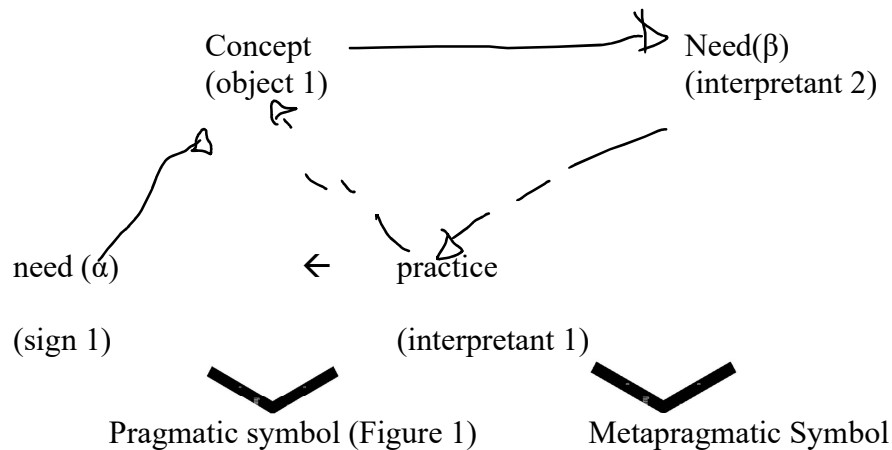 Concept
(object 1)
Need(β)
(interpretant 2)
need (α)
← practice
(sign 1)
(interpretant 1)
Pragmatic symbol (Figure 1)
Metapragmatic Symbol